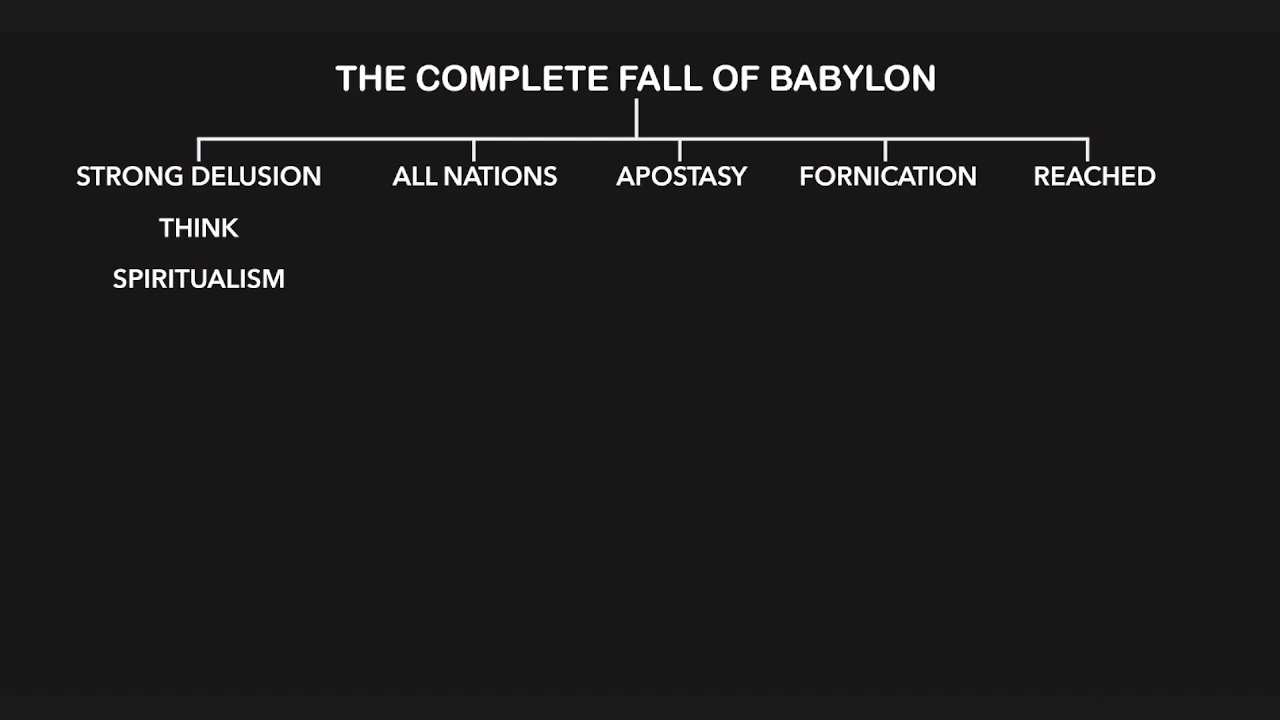 THE COMPLETE FALL OF BABYLON
STRONG DELUSION ALL NATIONS APOSTASY FORNICATION REACHED
THINK
SPIRITUALISM